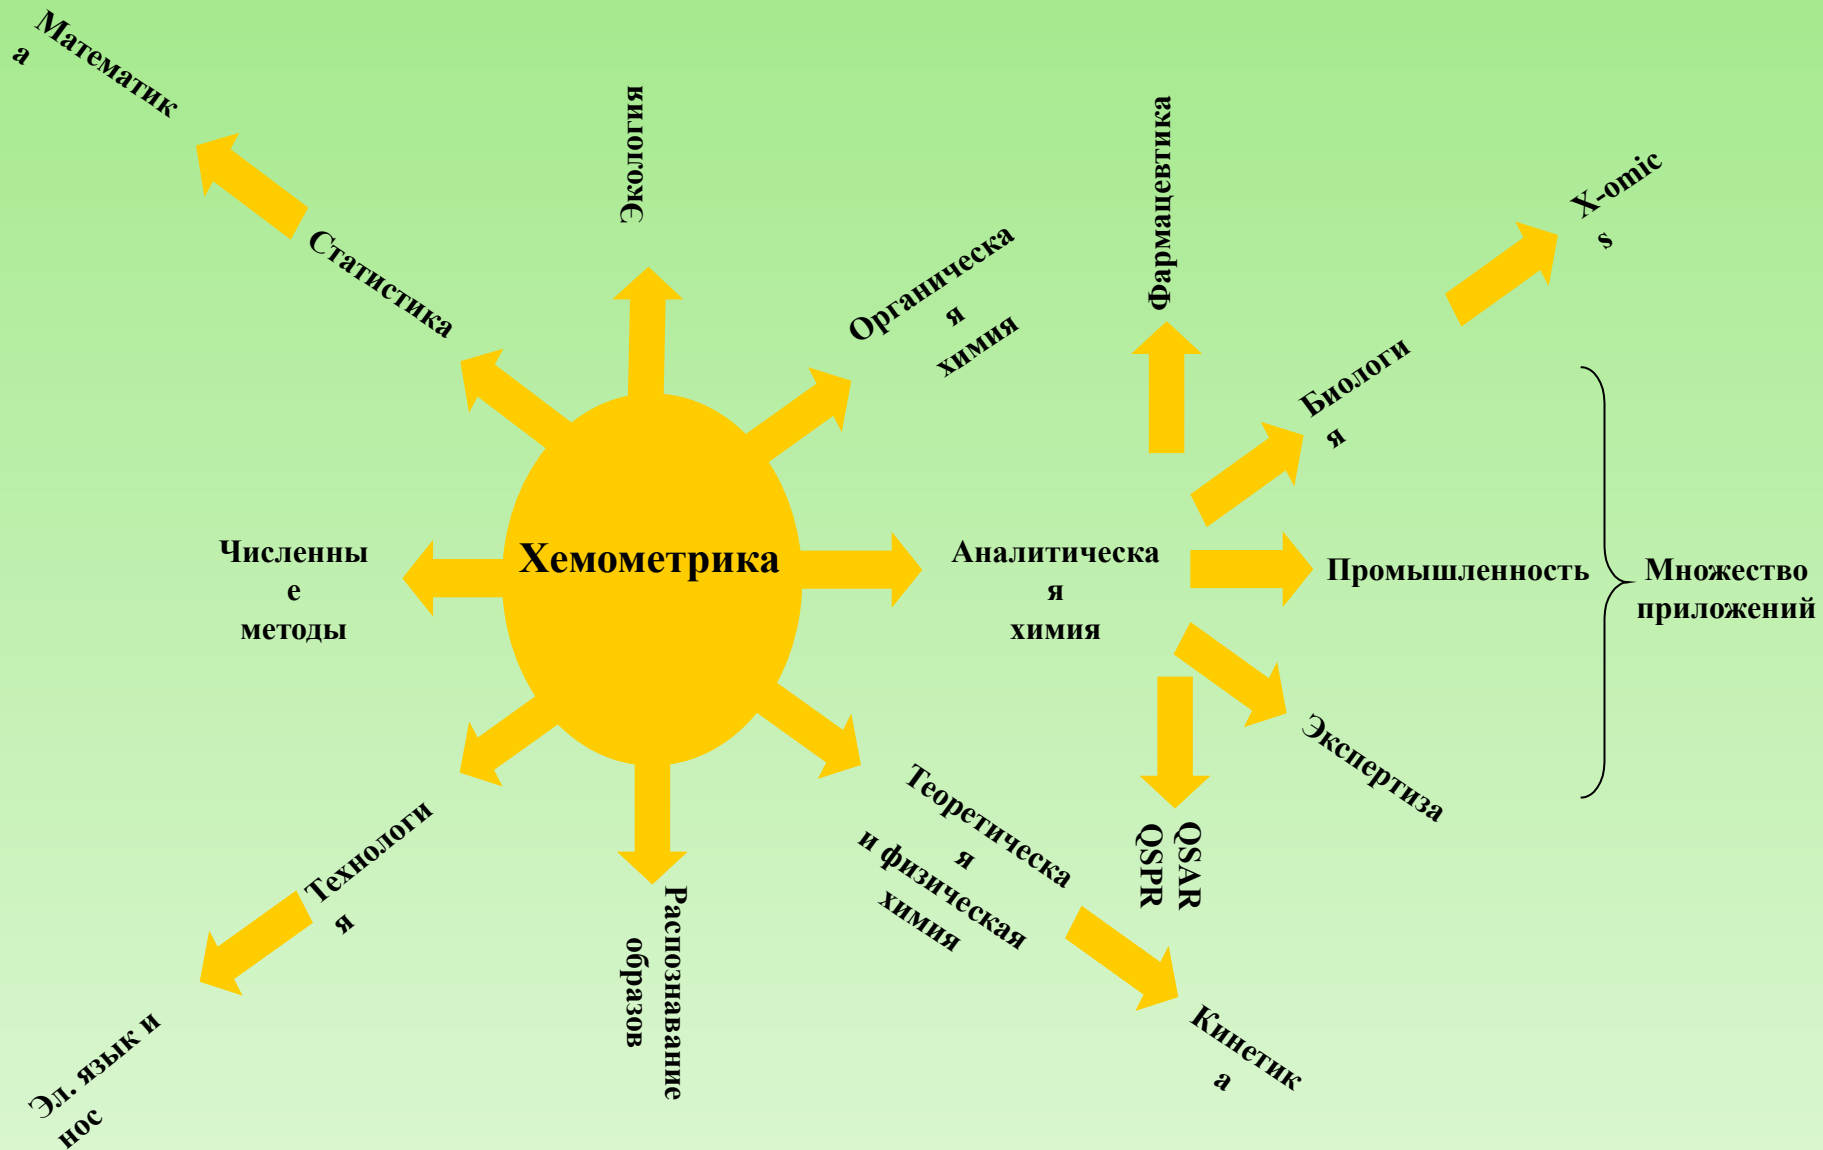 Математик
а
Статистика
Экология
Органическа
я
химия
Фармацевтика
X-omic
s
Биологи
я
Численны
е
методы
Хемометрика
Аналитическа
я
химия
Промышленность
Множество
приложений
Экспертиза
Технологи
я
Эл. язык и
нос
Распознавание
образов
Теоретическа
я
и физическая
химия
QSAR
QSPR
Кинетик
а